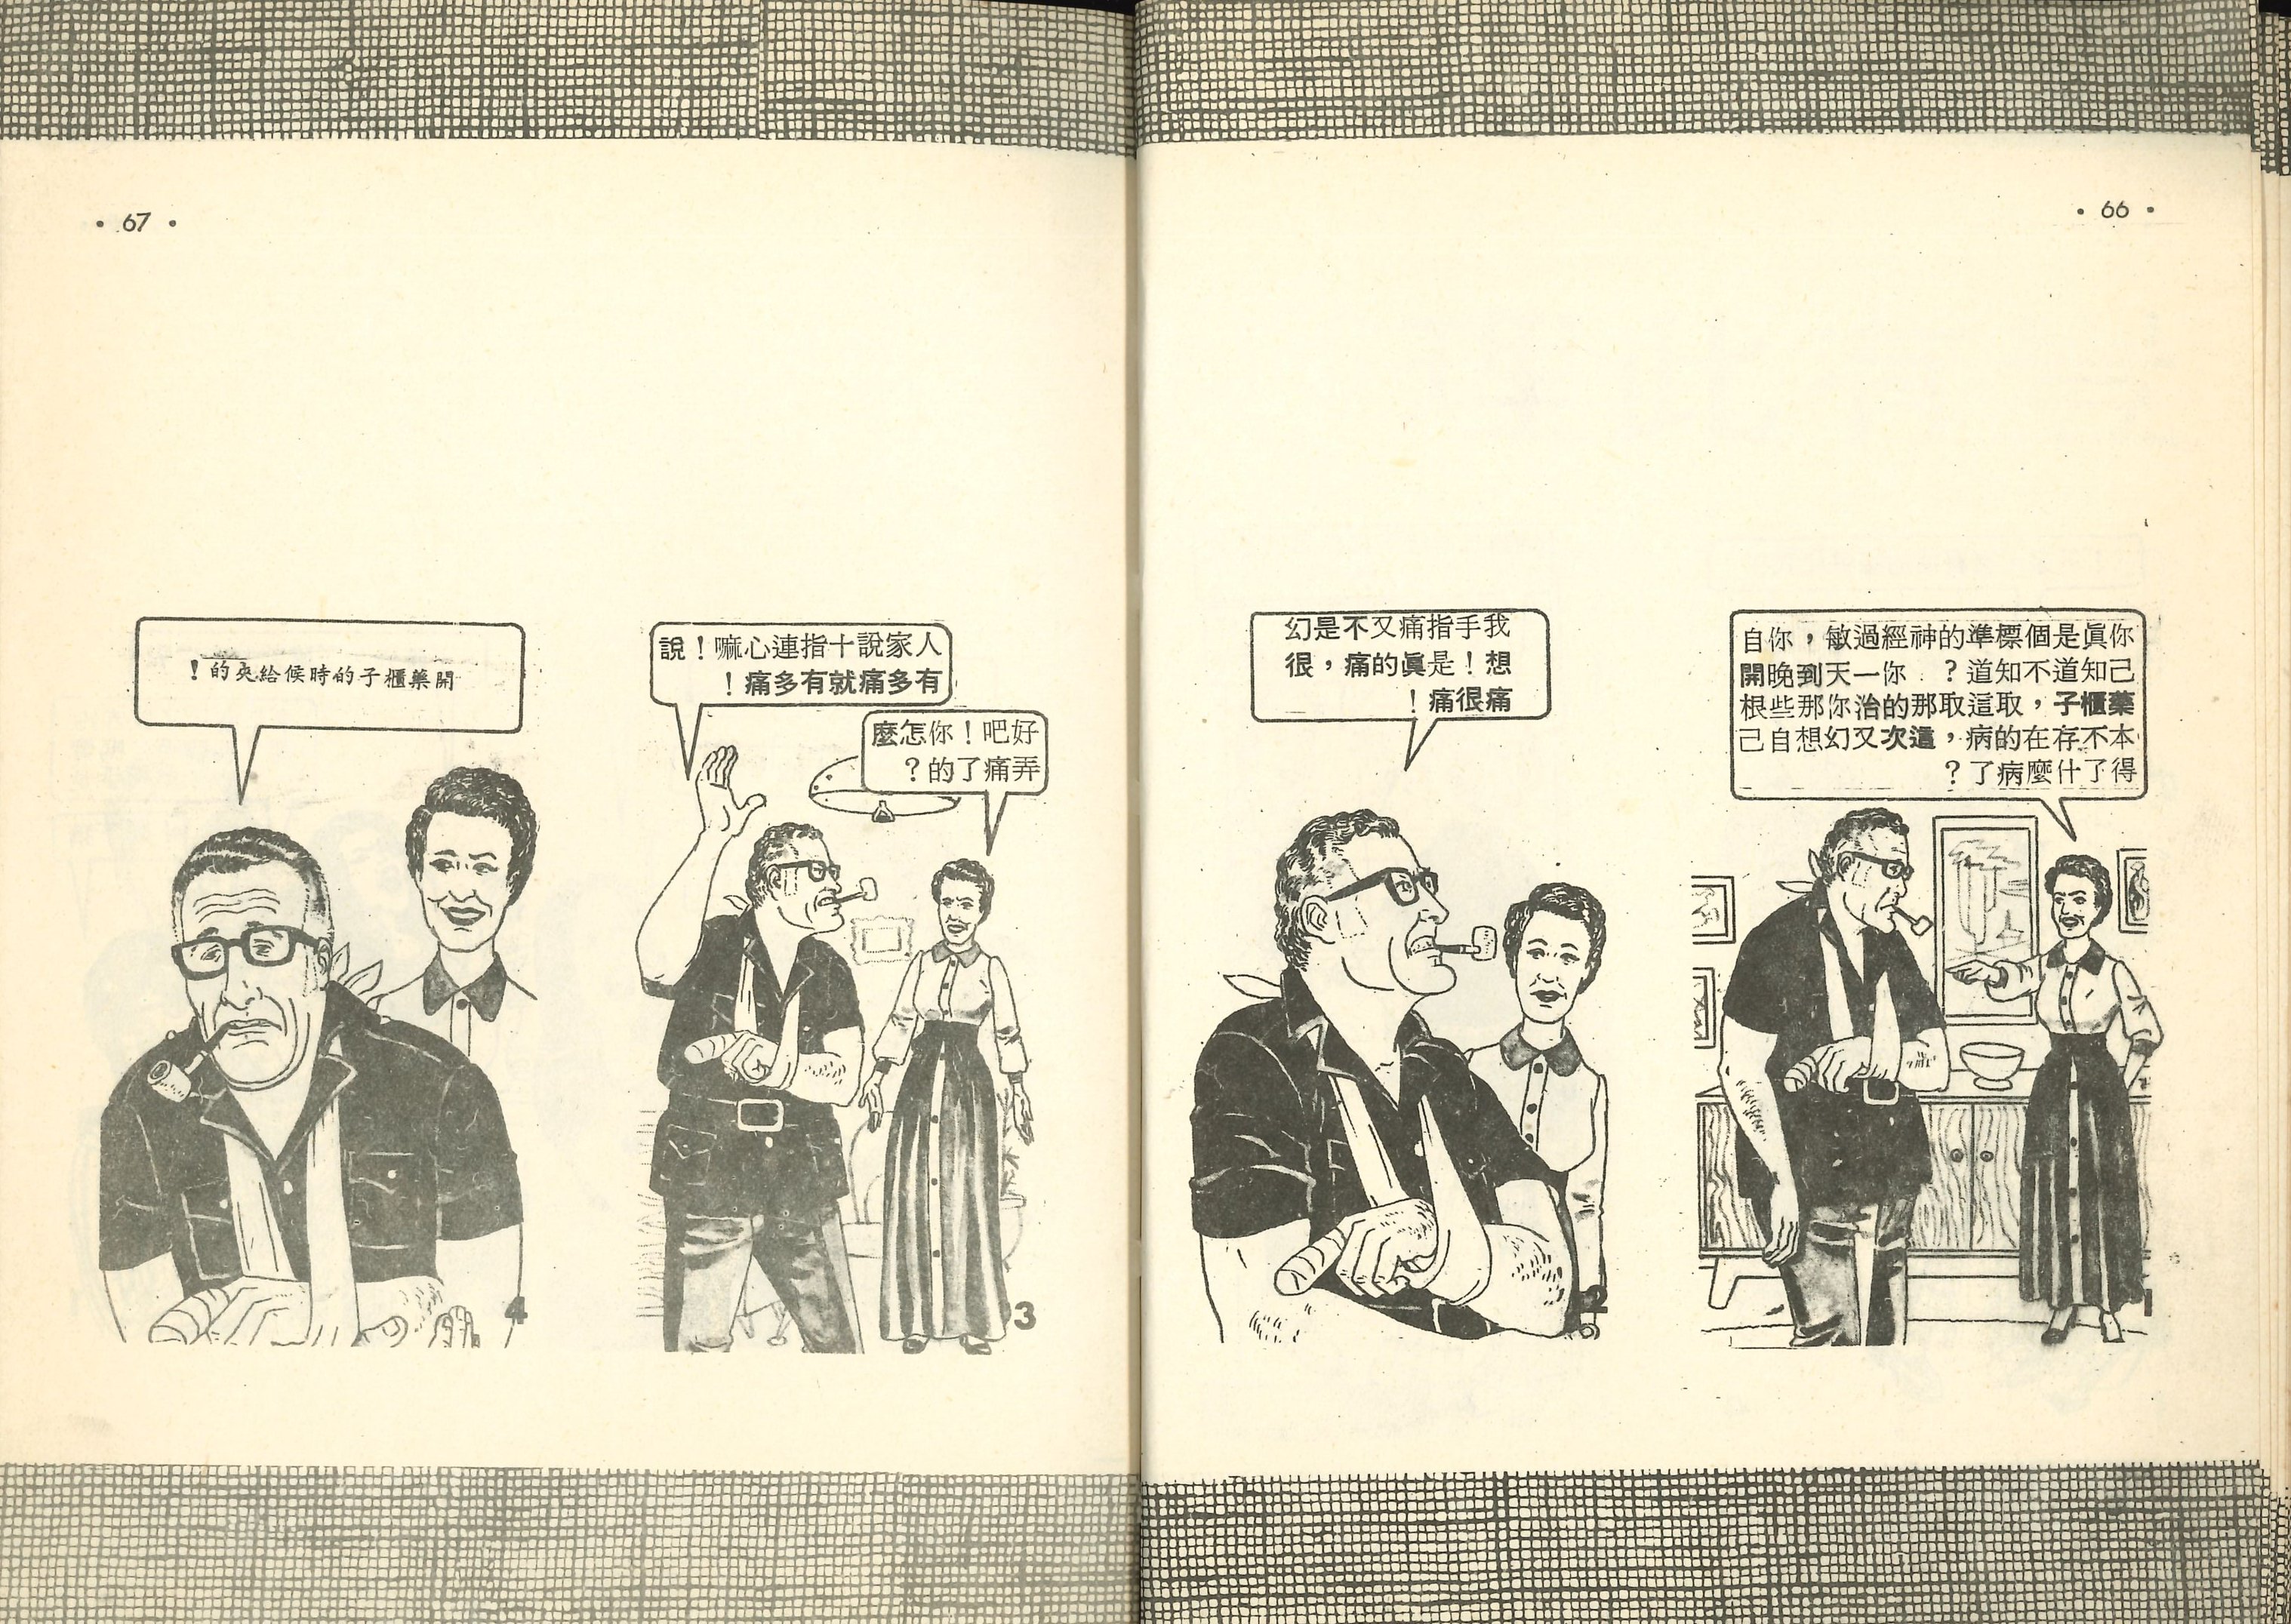 • 66 •
你眞是個標準的神經過敏，你自
己知道不知道？你一天到晚開
藥櫃子，取這取那的治你那些根
本不存在的病，這次又幻想自己
得了什麼病了？
我手指痛又不是幻
想！是眞的痛，很
痛很痛！
人家說十指連心嘛！說
有多痛就有多痛！
好吧！你怎麼
弄痛了的？
3
開藥櫃子的時候給夾的！
4
• 67 •